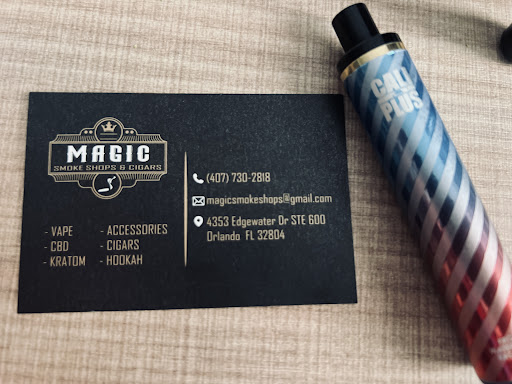 MAGIC
SMOKE SHOPS & CIGARS
- VAPE
- CBD
- KRATOM
- ACCESSORIES
- CIGARS
- HOOKAH
(407) 730-2818
magicsmokeshops@gmail.com
4353 Edgewater Dr STE 600
Orlando FL 32804
CALI
PLUS